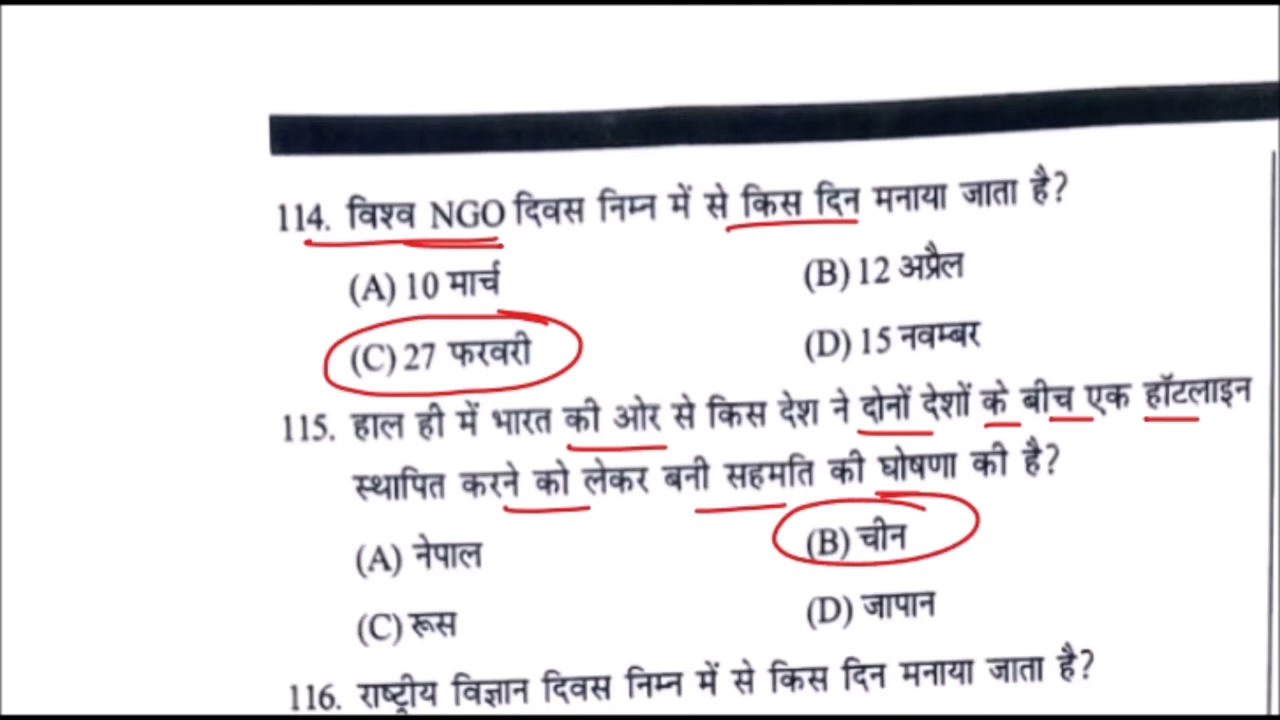 114. विश्व NGO दिवस निम्न में से किस दिन मनाया जाता है?
(A) 10 मार्च (B) 12 अप्रैल
(C) 27 फरवरी (D) 15 नवम्बर
115. हाल ही में भारत की ओर से किस देश ने दोनों देशों के बीच एक हॉटलाइन
स्थापित करने को लेकर बनी सहमति की घोषणा की है?
(A) नेपाल (B) चीन
(C) रूस (D) जापान
116. राष्ट्रीय विज्ञान दिवस निम्न में से किस दिन मनाया जाता है?